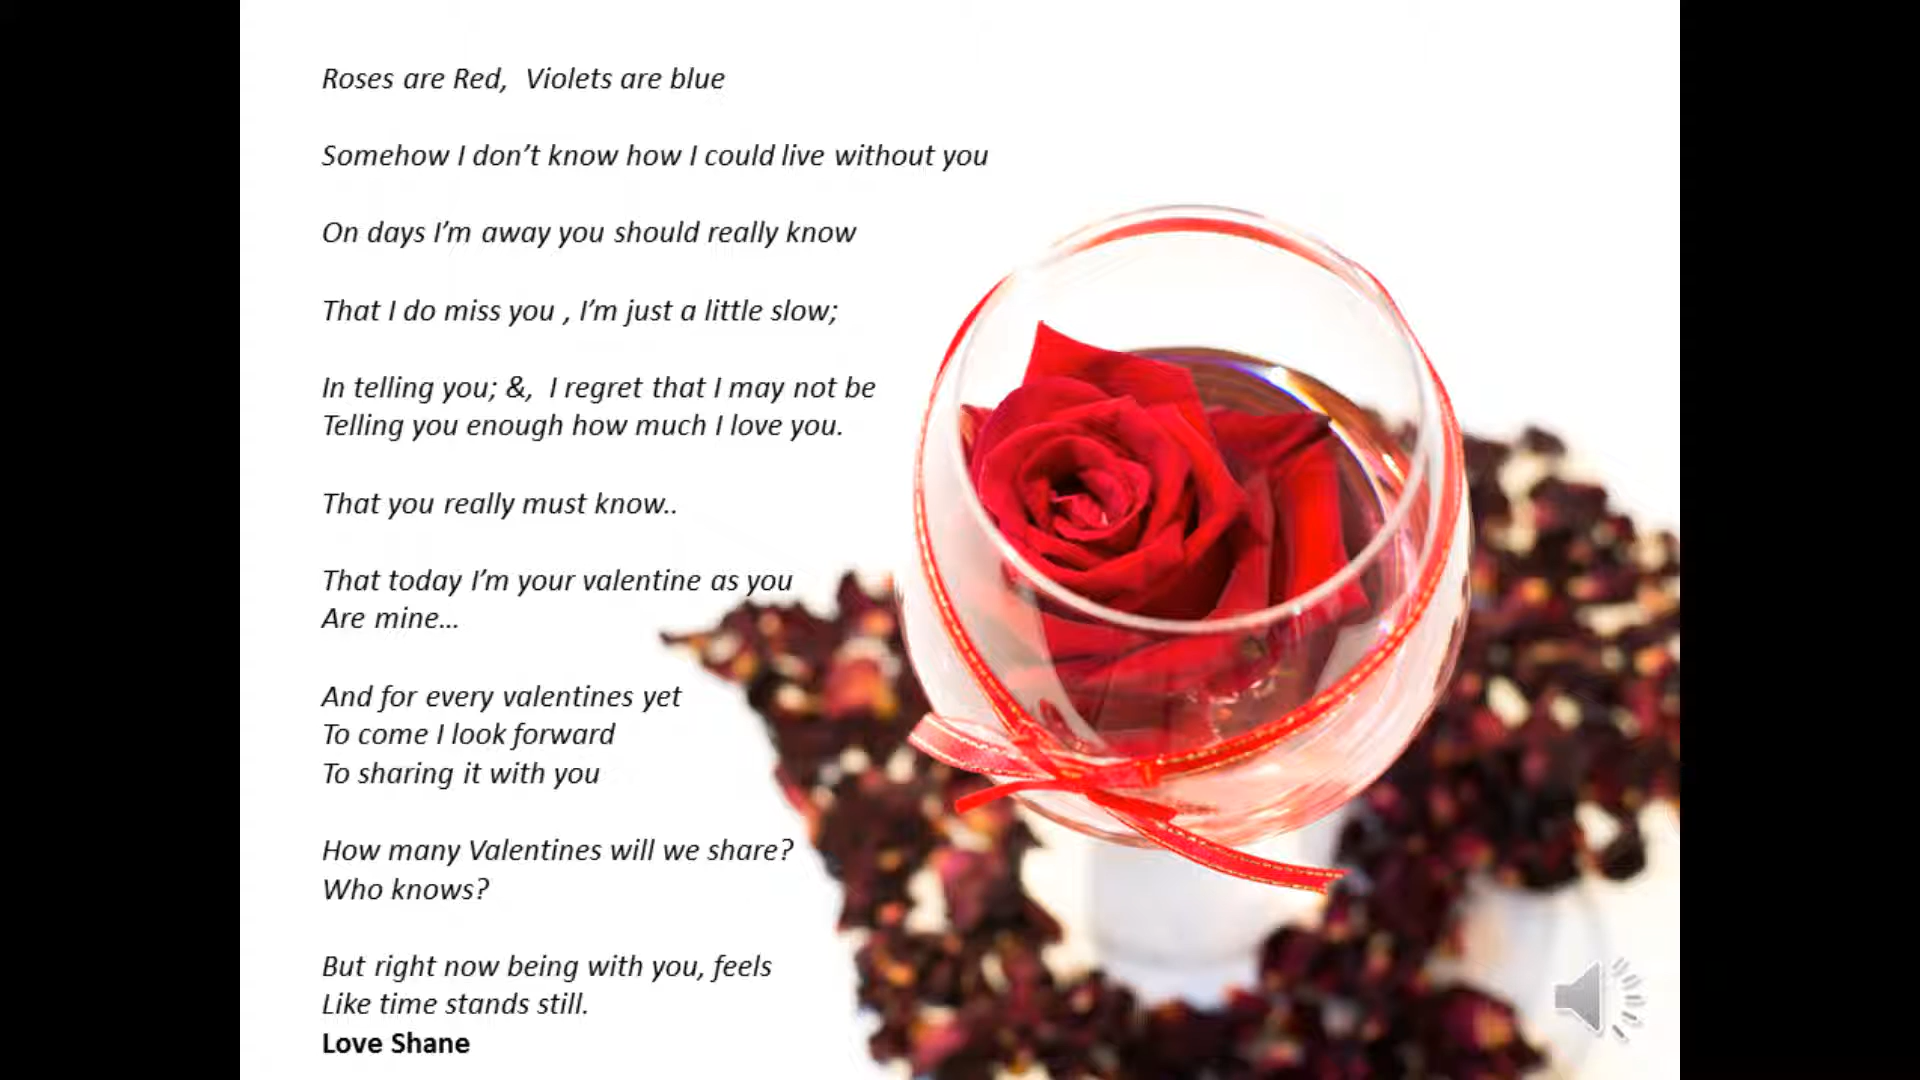 Roses are Red,  Violets are blue
Somehow I don’t know how I could live without you
On days I’m away you should really know
That I do miss you , I’m just a little slow;
In telling you; &,  I regret that I may not be
Telling you enough how much I love you.
That you really must know..
That today I’m your valentine as you
Are mine…
And for every valentines yet
To come I look forward
To sharing it with you
How many Valentines will we share?
Who knows?
But right now being with you, feels
Like time stands still.
Love Shane